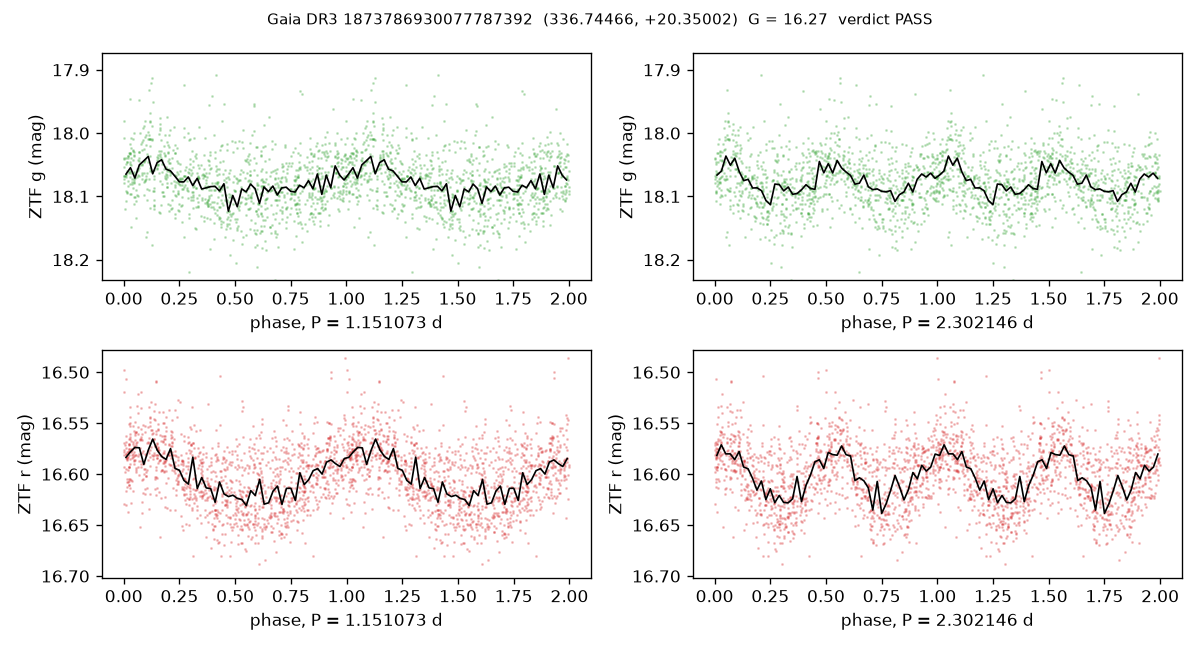 Gaia DR3 1873786930077787392 (336.74466, +20.35002) G = 16.27 verdict PASS
ZTF g (mag)
17.9
18.0
18.1
18.2
0.00 0.25 0.50 0.75 1.00 1.25 1.50 1.75 2.00
phase, P = 1.151073 d
ZTF g (mag)
17.9
18.0
18.1
18.2
0.00 0.25 0.50 0.75 1.00 1.25 1.50 1.75 2.00
phase, P = 2.302146 d
ZTF r (mag)
16.50
16.55
16.60
16.65
16.70
0.00 0.25 0.50 0.75 1.00 1.25 1.50 1.75 2.00
phase, P = 1.151073 d
ZTF r (mag)
16.50
16.55
16.60
16.65
16.70
0.00 0.25 0.50 0.75 1.00 1.25 1.50 1.75 2.00
phase, P = 2.302146 d